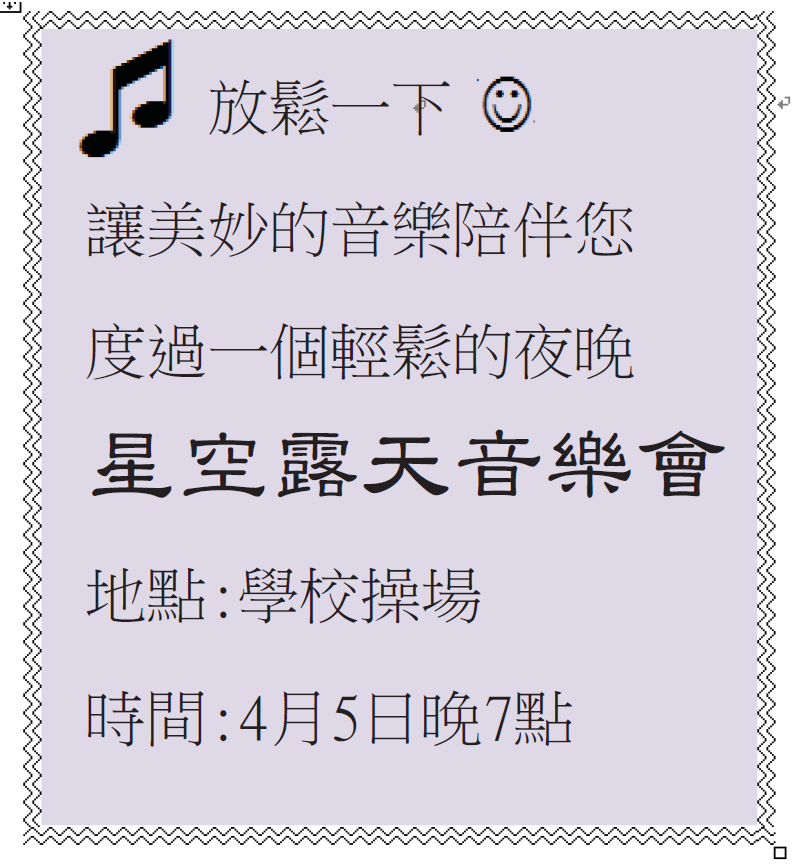 放鬆一下
讓美妙的音樂陪伴您
度過一個輕鬆的夜晚
星空露天音樂會
地點:學校操場
時間:4月5日晚7點